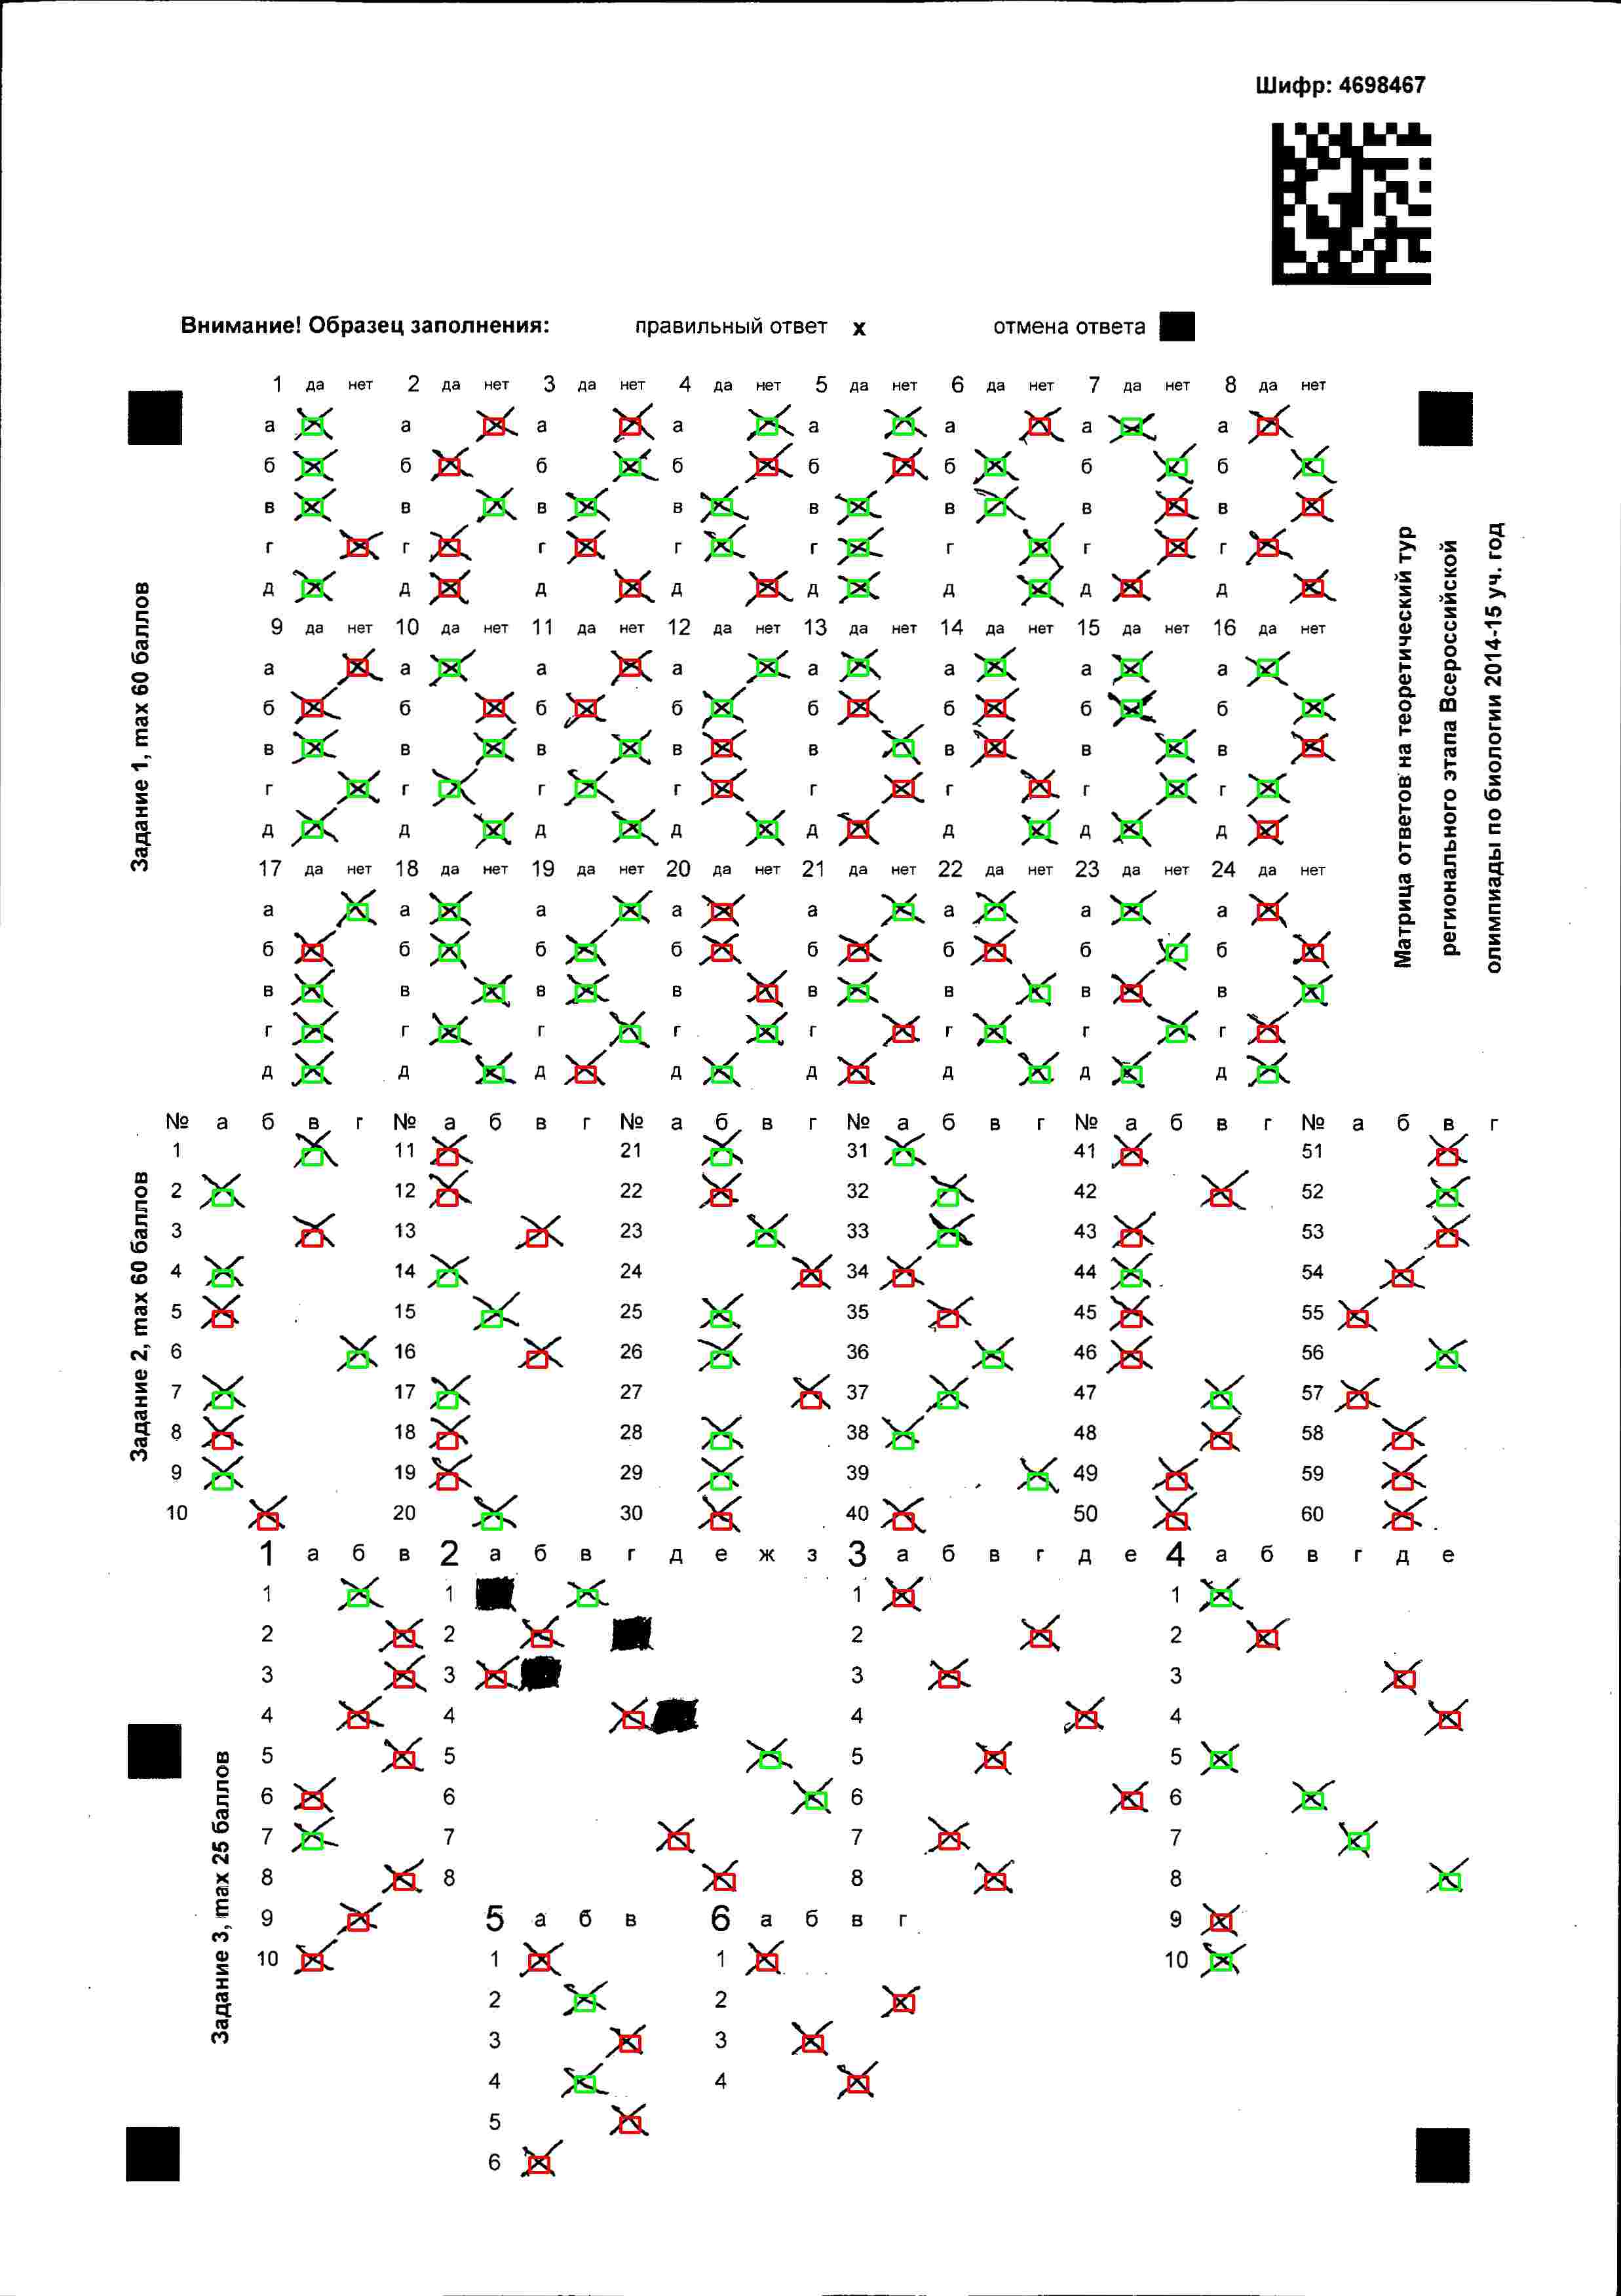 Шифр: 4698467
Внимание! Образец заполнения: правильный ответ х отмена ответа
Задание 1, max 60 баллов
1 да нет 2 да нет 3 да нет 4 да нет 5 да нет 6 да нет 7 да нет 8 да нет
а а а а а а а а
б б б б б б б б
в в в в в в в в
г г г г г г г г
д д д д д д д д
9 да нет 10 да нет 11 да нет 12 да нет 13 да нет 14 да нет 15 да нет 16 да нет
а а а а а а а а
б б б б б б б б
в в в в в в в в
г г г г г г г г
д д д д д д д д
17 да нет 18 да нет 19 да нет 20 да нет 21 да нет 22 да нет 23 да нет 24 да нет
а а а а а а а а
б б б б б б б б
в в в в в в в в
г г г г г г г г
д д д д д д д д
Матрица ответов на теоретический тур
регионального этапа Всероссийской
олимпиады по биологии 2014-15 уч. год
Задание 2, max 60 баллов
№ а б в г № а б в г № а б в г № а б в г № а б в г № а б в г
1 11 21 31 41 51
2 12 22 32 42 52
3 13 23 33 43 53
4 14 24 34 44 54
5 15 25 35 45 55
6 16 26 36 46 56
7 17 27 37 47 57
8 18 28 38 48 58
9 19 29 39 49 59
10 20 30 40 50 60
Задание 3, max 25 баллов
1 а б в 2 а б в г д е ж з 3 а б в г д е 4 а б в г д е
1 1 1 1
2 2 2 2
3 3 3 3
4 4 4 4
5 5 5 5
6 6 6 6
7 7 7 7
8 8 8 8
9 5 а б в 6 а б в г 9
10 1 1 10
2 2
3 3
4 4
5
6